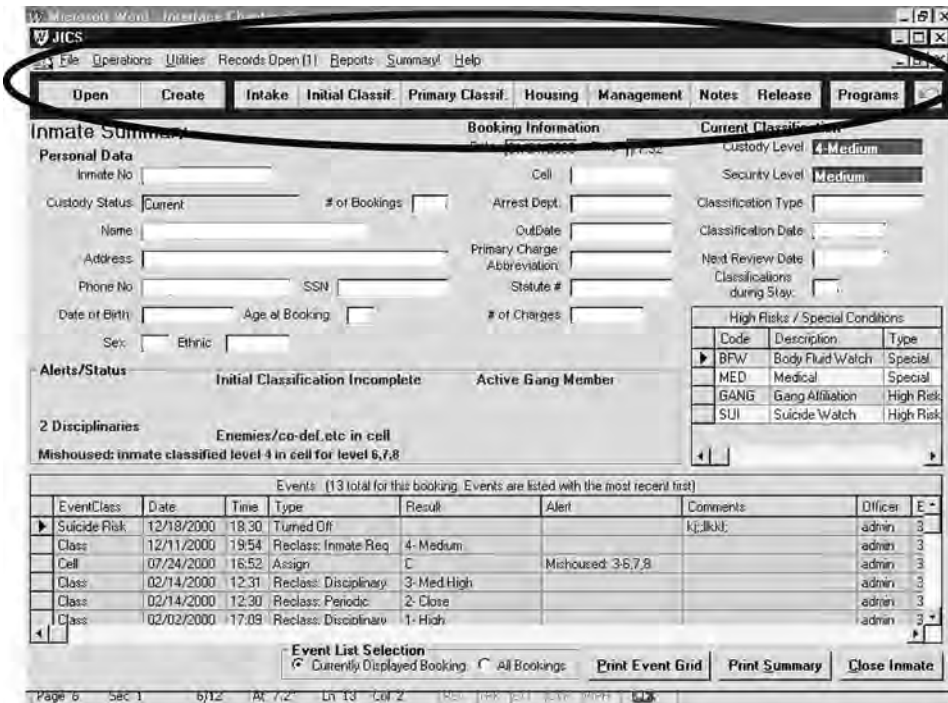 Microsoft Word - Interface Chapter
JICS
File Operations Utilities Records Open (1) Reports Summary! Help
Open Create Intake Initial Classif. Primary Classif. Housing Management Notes Release Programs
Inmate Summary Booking Information Current Classification
Custody Level 4-Medium
Personal Data
Inmate No Cell Security Level Medium
Custody Status Current # of Bookings Arrest Dept. Classification Type
Name OutDate Classification Date
Address Primary Charge Abbreviation Next Review Date
Phone No SSN Statute # Classifications during Stay:
Date of Birth Age at Booking # of Charges
Sex Ethnic
High Risks / Special Conditions
Code Description Type
BFW Body Fluid Watch Special
MED Medical Special
GANG Gang Affiliation High Risk
SUI Suicide Watch High Risk
Alerts/Status
Initial Classification Incomplete Active Gang Member
2 Disciplinaries
Enemies/co-def.etc in cell
Mishoused: inmate classified level 4 in cell for level 6,7,8
Events (13 total for this booking. Events are listed with the most recent first)
EventClass Date Time Type Result Alert Comments Officer E
Suicide Risk 12/18/2000 18:30 Turned Off kj;dlkkl; admin 3
Class 12/11/2000 19:54 Reclass: Inmate Req 4- Medium admin 3
Cell 07/24/2000 16:52 Assign C Mishoused: 3-6,7,8 admin 3
Class 02/14/2000 12:31 Reclass: Disciplinary 3- Med High admin 3
Class 02/14/2000 12:30 Reclass: Periodic 2- Close admin 3
Class 02/02/2000 17:09 Reclass: Disciplinary 1- High admin 3
Event List Selection
Currently Displayed Booking All Bookings Print Event Grid Print Summary Close Inmate
Page 6 Sec 1 6/12 At 7.2" Ln 13 Col 2